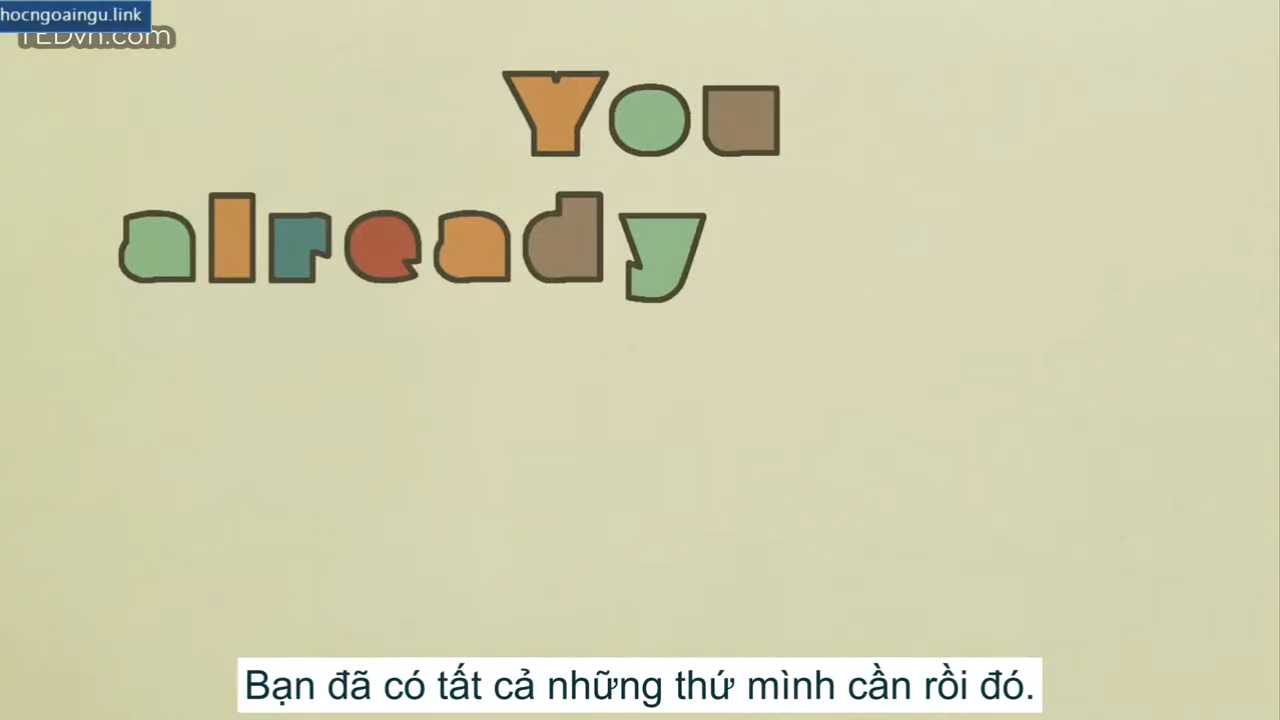 hocngoaingu.link
TEDvn.com
You
already
Bạn đã có tất cả những thứ mình cần rồi đó.